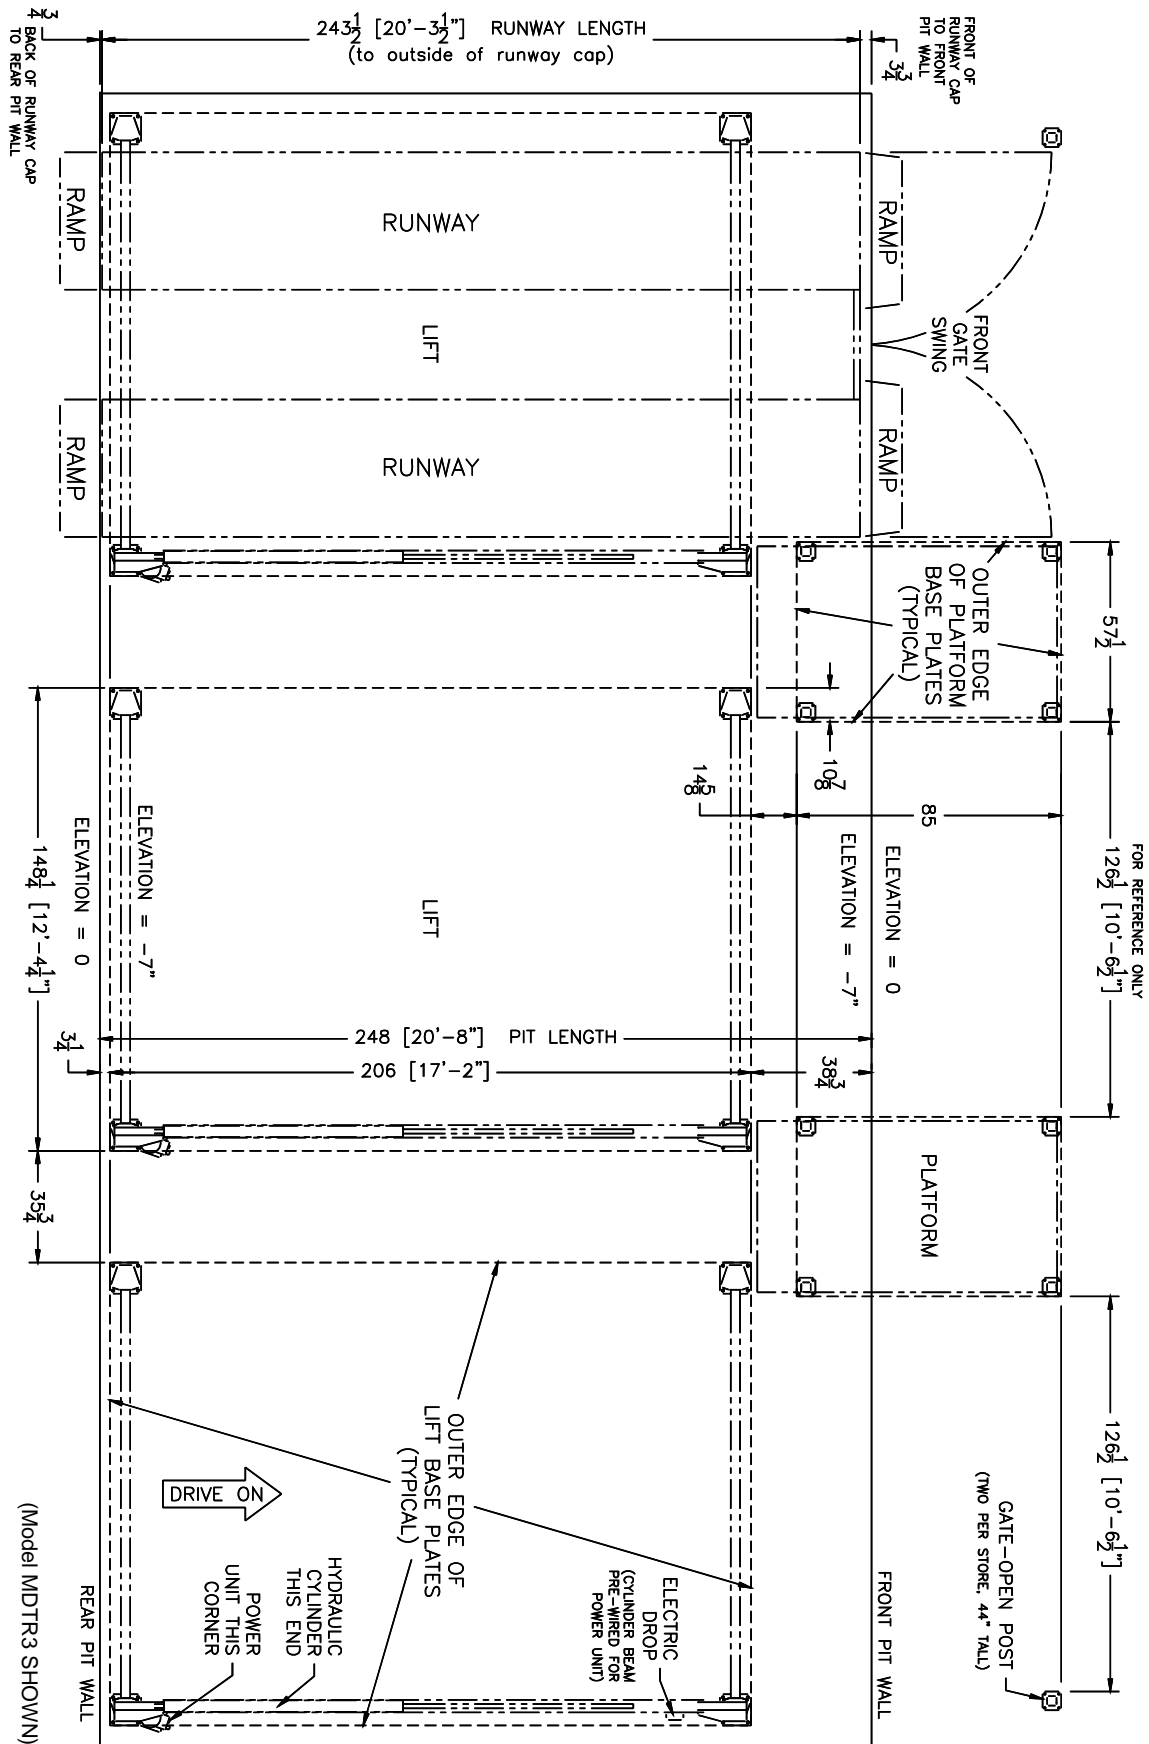 243 1/2 [20'-3 1/2"] RUNWAY LENGTH
(to outside of runway cap)
FRONT OF
RUNWAY CAP
TO FRONT
PIT WALL
3 3/4
3/4
BACK OF RUNWAY CAP
TO REAR PIT WALL
RAMP
RUNWAY
RAMP
LIFT
FRONT
GATE
SWING
RAMP
RUNWAY
RAMP
57 1/2
OUTER EDGE
OF PLATFORM
BASE PLATES
(TYPICAL)
10 7/8
14 5/8
85
FOR REFERENCE ONLY
126 1/2 [10'-6 1/2"]
ELEVATION = 0
ELEVATION = -7"
ELEVATION = -7"
ELEVATION = 0
148 1/4 [12'-4 1/4"]
LIFT
248 [20'-8"] PIT LENGTH
206 [17'-2"]
38 3/4
3 1/4
35 3/4
PLATFORM
126 1/2 [10'-6 1/2"]
OUTER EDGE OF
LIFT BASE PLATES
(TYPICAL)
DRIVE ON
GATE-OPEN POST
(TWO PER STORE, 44" TALL)
ELECTRIC
DROP
(CYLINDER BEAM
PRE-WIRED FOR
POWER UNIT)
HYDRAULIC
CYLINDER
THIS END
POWER
UNIT THIS
CORNER
FRONT PIT WALL
REAR PIT WALL
(Model MDTR3 SHOWN)